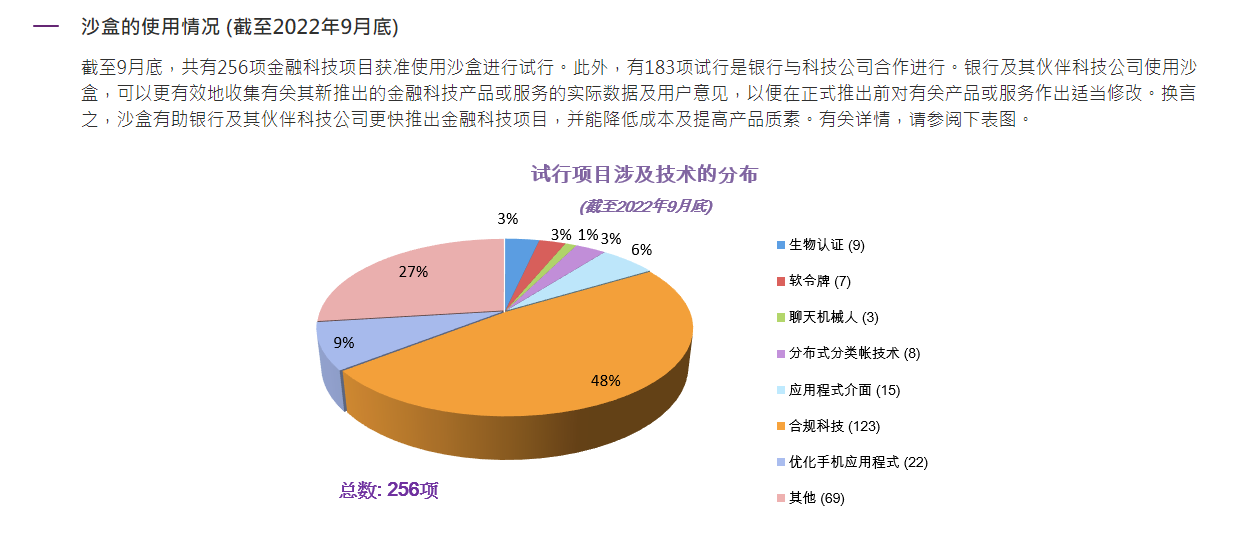 沙盒的使用情况 (截至2022年9月底)
截至9月底，共有256项金融科技项目获准使用沙盒进行试行。此外，有183项试行是银行与科技公司合作进行。银行及其伙伴科技公司使用沙
盒，可以更有效地收集有关其新推出的金融科技产品或服务的实际数据及用户意见，以便在正式推出前对有关产品或服务作出适当修改。换言
之，沙盒有助银行及其伙伴科技公司更快推出金融科技项目，并能降低成本及提高产品质素。有关详情，请参阅下表图。
试行项目涉及技术的分布
(截至2022年9月底)
3%
3%
1%
3%
6%
27%
9%
48%
生物认证 (9)
软令牌 (7)
聊天机械人 (3)
分布式分类帐技术 (8)
应用程式介面 (15)
合规科技 (123)
优化手机应用程式 (22)
其他 (69)
总数: 256项